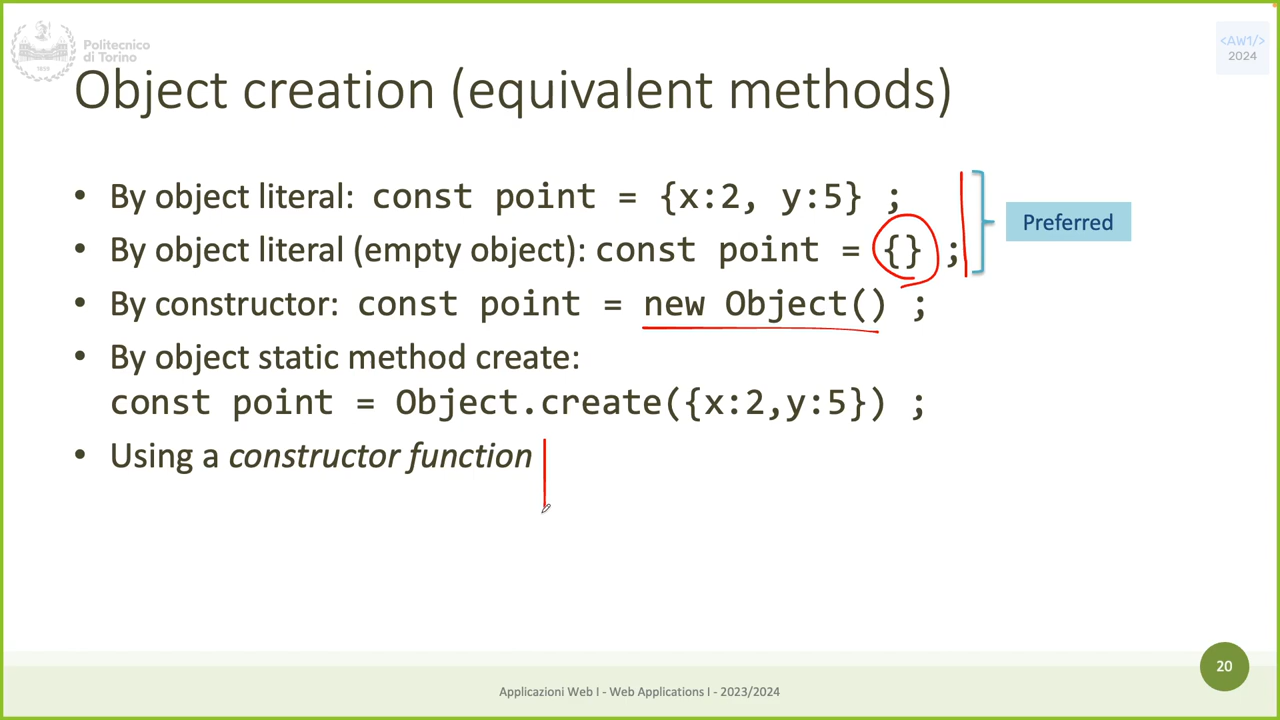 Politecnico
di Torino
1859
<AW1/>
2024
Object creation (equivalent methods)
• By object literal: const point = {x:2, y:5} ;
• By object literal (empty object): const point = {} ;
Preferred
• By constructor: const point = new Object() ;
• By object static method create:
const point = Object.create({x:2,y:5}) ;
• Using a constructor function
20
Applicazioni Web I - Web Applications I - 2023/2024